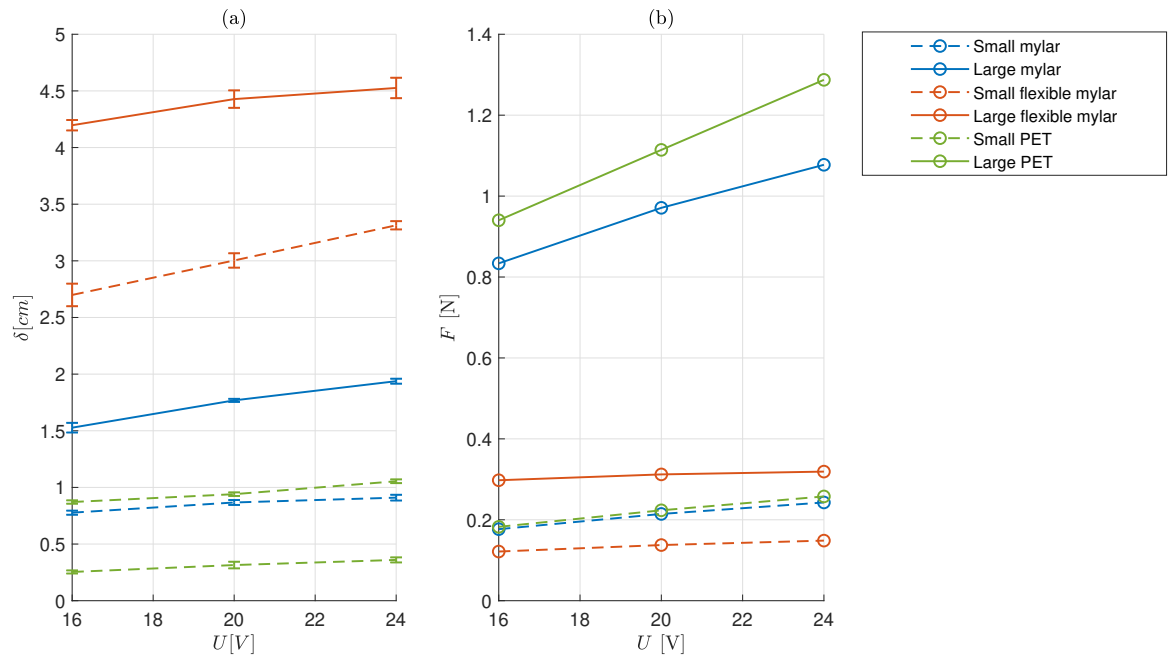 (a)
5
4.5
4
3.5
3
2.5
2
1.5
1
0.5
0
δ[cm]
16 18 20 22 24
U[V]
(b)
1.4
1.2
1
0.8
0.6
0.4
0.2
0
F [N]
16 18 20 22 24
U [V]
Small mylar
Large mylar
Small flexible mylar
Large flexible mylar
Small PET
Large PET